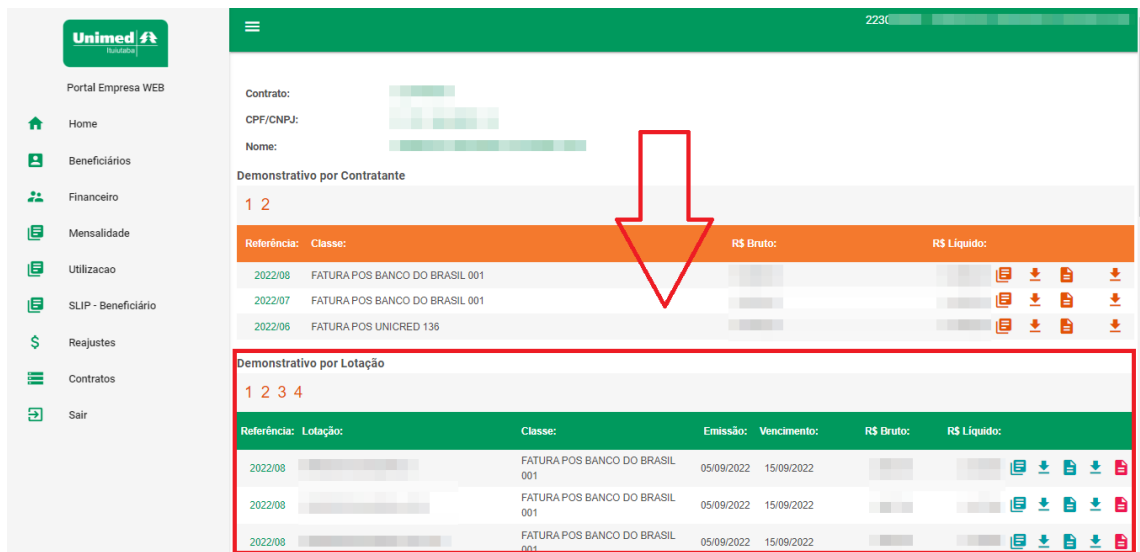 Unimed
Ituiutaba
Portal Empresa WEB
Home
Beneficiários
Financeiro
Mensalidade
Utilizacao
SLIP - Beneficiário
Reajustes
Contratos
Sair
2230
Contrato:
CPF/CNPJ:
Nome:
Demonstrativo por Contratante
1 2
Referência: Classe: R$ Bruto: R$ Líquido:
2022/08 FATURA POS BANCO DO BRASIL 001
2022/07 FATURA POS BANCO DO BRASIL 001
2022/06 FATURA POS UNICRED 136
Demonstrativo por Lotação
1 2 3 4
Referência: Lotação: Classe: Emissão: Vencimento: R$ Bruto: R$ Líquido:
2022/08 FATURA POS BANCO DO BRASIL 05/09/2022 15/09/2022
001
2022/08 FATURA POS BANCO DO BRASIL 05/09/2022 15/09/2022
001
2022/08 FATURA POS BANCO DO BRASIL 05/09/2022 15/09/2022
001